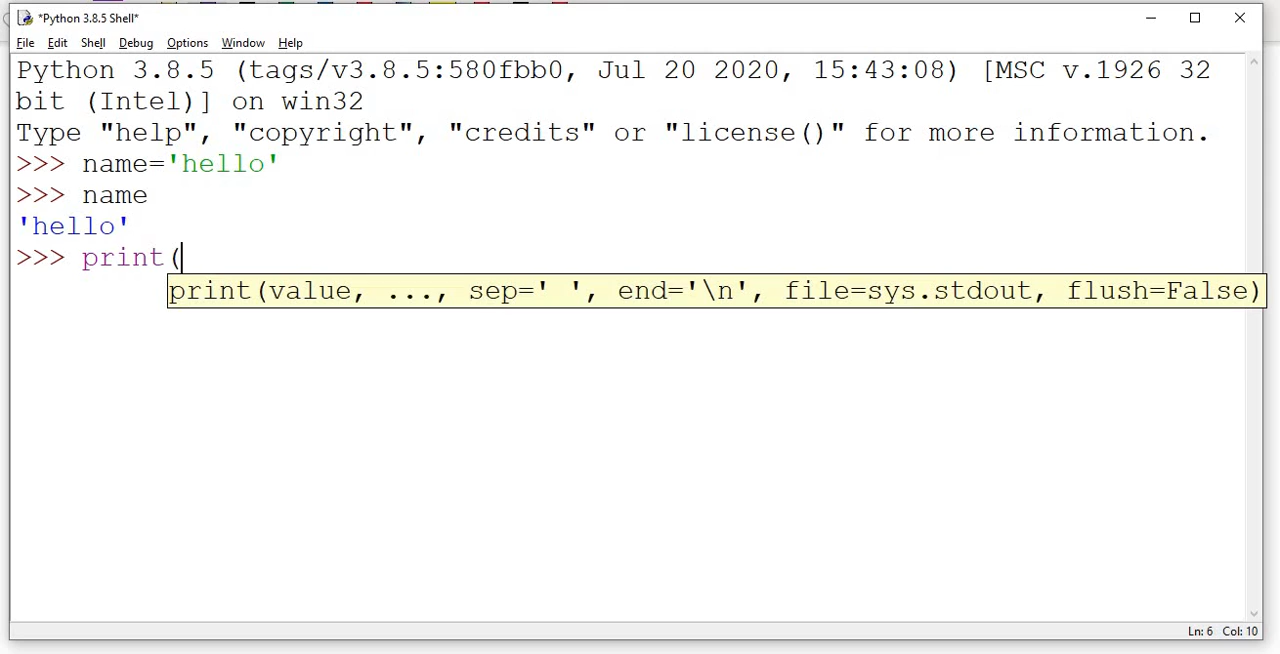 *Python 3.8.5 Shell*
File Edit Shell Debug Options Window Help
Python 3.8.5 (tags/v3.8.5:580fbb0, Jul 20 2020, 15:43:08) [MSC v.1926 32
bit (Intel)] on win32
Type "help", "copyright", "credits" or "license()" for more information.
>>> name='hello'
>>> name
'hello'
>>> print(
print(value, ..., sep=' ', end='\n', file=sys.stdout, flush=False)
Ln: 6 Col: 10